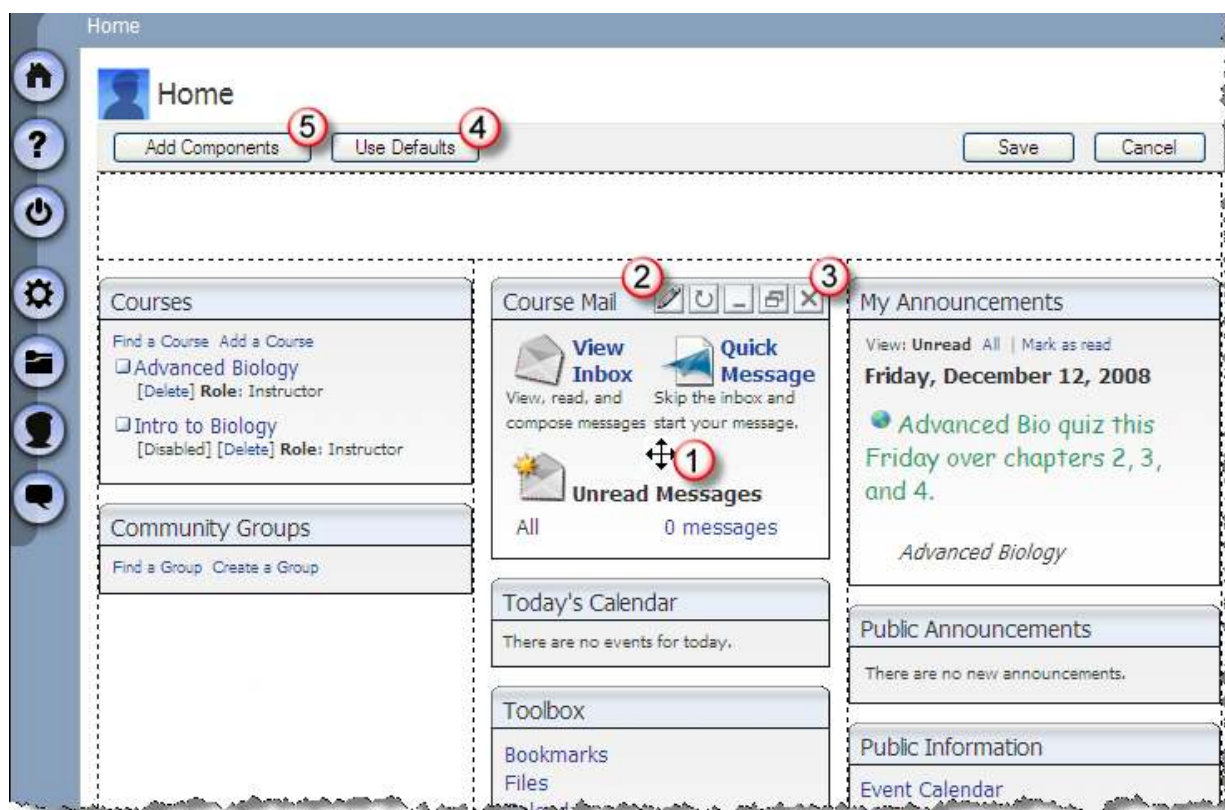 Home
Home
5
4
Add Components
Use Defaults
Save
Cancel
Courses
Find a Course Add a Course
Advanced Biology
[Delete] Role: Instructor
Intro to Biology
[Disabled] [Delete] Role: Instructor
Community Groups
Find a Group Create a Group
2
3
Course Mail
View Inbox
View, read, and
compose messages
Quick Message
Skip the inbox and
start your message.
1
Unread Messages
All 0 messages
Today's Calendar
There are no events for today.
Toolbox
Bookmarks
Files
My Announcements
View: Unread All | Mark as read
Friday, December 12, 2008
Advanced Bio quiz this
Friday over chapters 2, 3,
and 4.
Advanced Biology
Public Announcements
There are no new announcements.
Public Information
Event Calendar